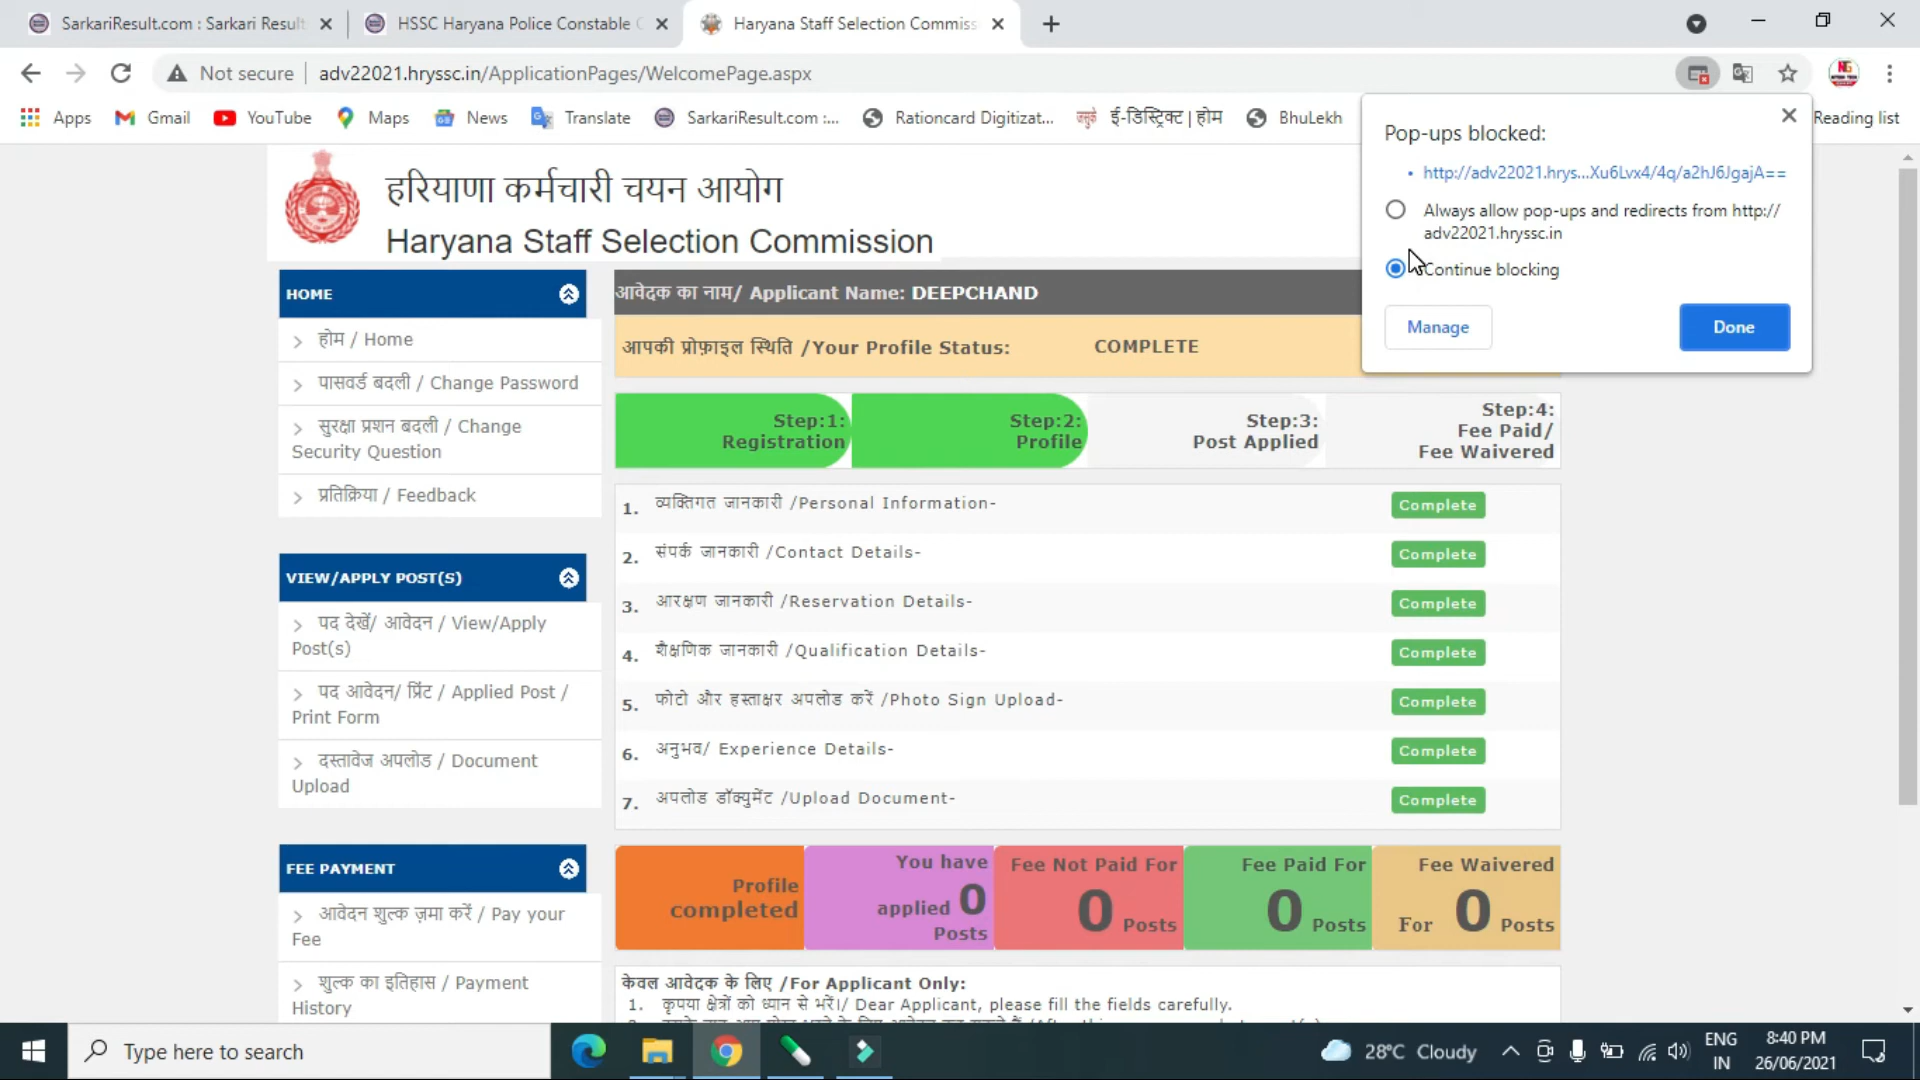 SarkariResult.com : Sarkari Result
HSSC Haryana Police Constable
Haryana Staff Selection Commiss
Not secure
adv22021.hryssc.in/ApplicationPages/WelcomePage.aspx
Apps
Gmail
YouTube
Maps
News
Translate
SarkariResult.com :...
Rationcard Digitizat...
ई-डिस्ट्रिक्ट | होम
BhuLekh
Reading list
Pop-ups blocked:
• http://adv22021.hrys...Xu6Lvx4/4q/a2hJ6JgajA==
Always allow pop-ups and redirects from http://
adv22021.hryssc.in
Continue blocking
Manage
Done
हरियाणा कर्मचारी चयन आयोग
Haryana Staff Selection Commission
HOME
होम / Home
पासवर्ड बदली / Change Password
सुरक्षा प्रशन बदली / Change
Security Question
प्रतिक्रिया / Feedback
VIEW/APPLY POST(S)
पद देखें/ आवेदन / View/Apply
Post(s)
पद आवेदन/ प्रिंट / Applied Post /
Print Form
दस्तावेज अपलोड / Document
Upload
FEE PAYMENT
आवेदन शुल्क ज़मा करें / Pay your
Fee
शुल्क का इतिहास / Payment
History
आवेदक का नाम/ Applicant Name: DEEPCHAND
आपकी प्रोफ़ाइल स्थिति /Your Profile Status: COMPLETE
Step:1:
Registration
Step:2:
Profile
Step:3:
Post Applied
Step:4:
Fee Paid/
Fee Waivered
1. व्यक्तिगत जानकारी /Personal Information- Complete
2. संपर्क जानकारी /Contact Details- Complete
3. आरक्षण जानकारी /Reservation Details- Complete
4. शैक्षणिक जानकारी /Qualification Details- Complete
5. फोटो और हस्ताक्षर अपलोड करें /Photo Sign Upload- Complete
6. अनुभव/ Experience Details- Complete
7. अपलोड डॉक्युमेंट /Upload Document- Complete
Profile
completed
You have
applied 0
Posts
Fee Not Paid For
0 Posts
Fee Paid For
0 Posts
Fee Waivered
For 0 Posts
केवल आवेदक के लिए /For Applicant Only:
1. कृपया क्षेत्रों को ध्यान से भरें।/ Dear Applicant, please fill the fields carefully.
Type here to search
28°C Cloudy
ENG
IN
8:40 PM
26/06/2021